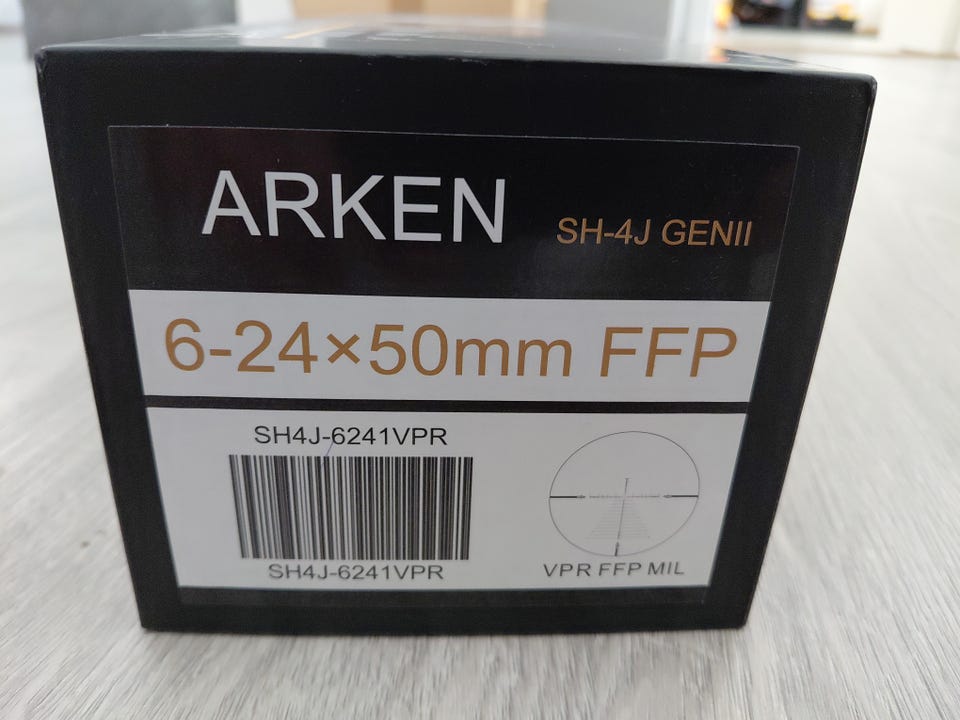 ARKEN SH-4J GENII
6-24×50mm FFP
SH4J-6241VPR
SH4J-6241VPR
VPR FFP MIL